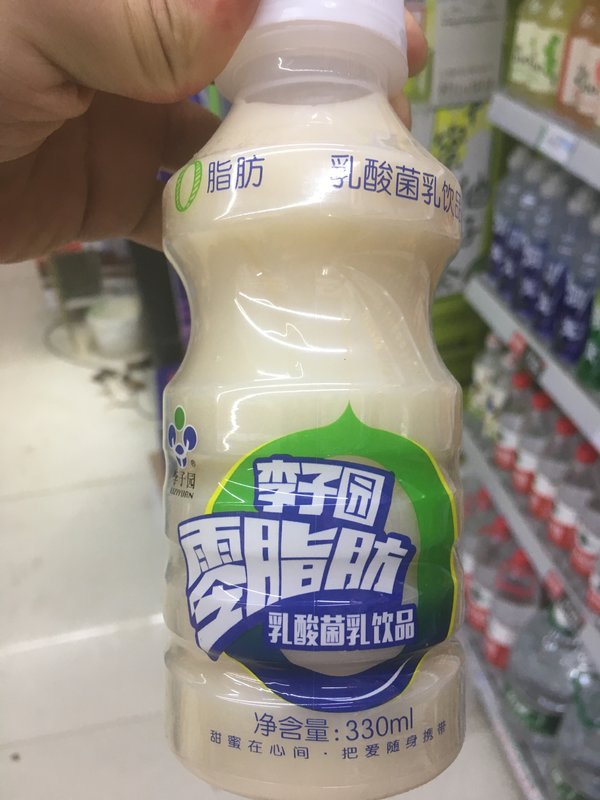 0脂肪 乳酸菌乳饮品
李子园
LIZIYUAN
李子园
零脂肪
乳酸菌乳饮品
净含量:330ml
甜蜜在心间·把爱随身携带